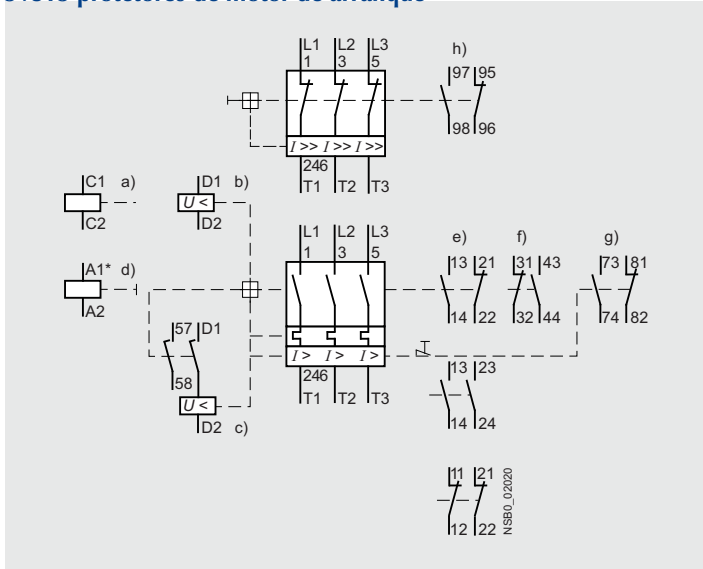 protetores de motor de arranque
L1 L2 L3
1 3 5
h)
97 95
98 96
I >> I >> I >>
246
T1 T2 T3
C1 a)
C2
D1 b)
U <
D2
L1 L2 L3
1 3 5
e) f) g)
13 21 31 43 73 81
14 22 32 44 74 82
A1* d)
A2
57 D1
58
U <
D2 c)
I > I > I >
246
T1 T2 T3
13 23
14 24
11 21
12 22
NSB0_02020